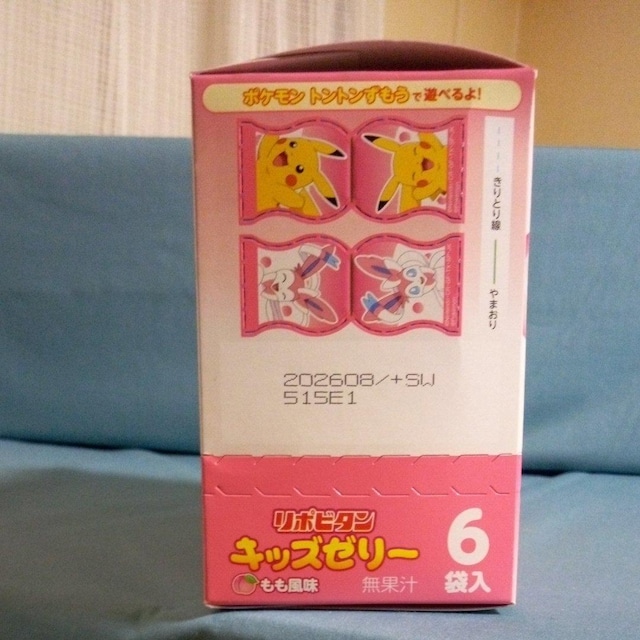 ポケモン トントンずもうで遊べるよ!
きりとり線
やまおり
202608/+SW
515E1
リポビタン
キッズゼリー
もも風味
無果汁
6
袋入